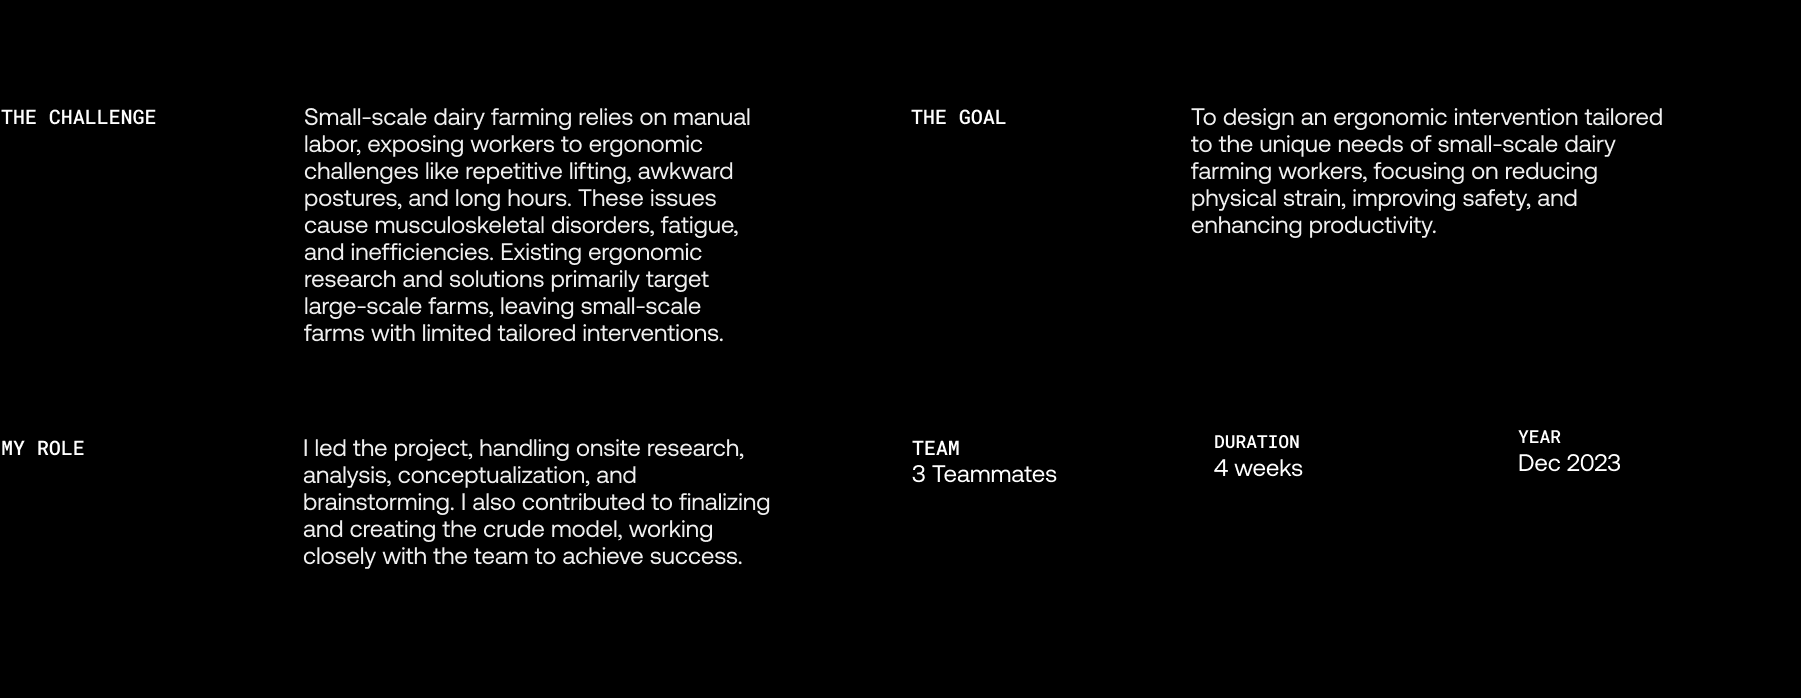 THE CHALLENGE
Small-scale dairy farming relies on manual
labor, exposing workers to ergonomic
challenges like repetitive lifting, awkward
postures, and long hours. These issues
cause musculoskeletal disorders, fatigue,
and inefficiencies. Existing ergonomic
research and solutions primarily target
large-scale farms, leaving small-scale
farms with limited tailored interventions.
THE GOAL
To design an ergonomic intervention tailored
to the unique needs of small-scale dairy
farming workers, focusing on reducing
physical strain, improving safety, and
enhancing productivity.
MY ROLE
I led the project, handling onsite research,
analysis, conceptualization, and
brainstorming. I also contributed to finalizing
and creating the crude model, working
closely with the team to achieve success.
TEAM
3 Teammates
DURATION
4 weeks
YEAR
Dec 2023